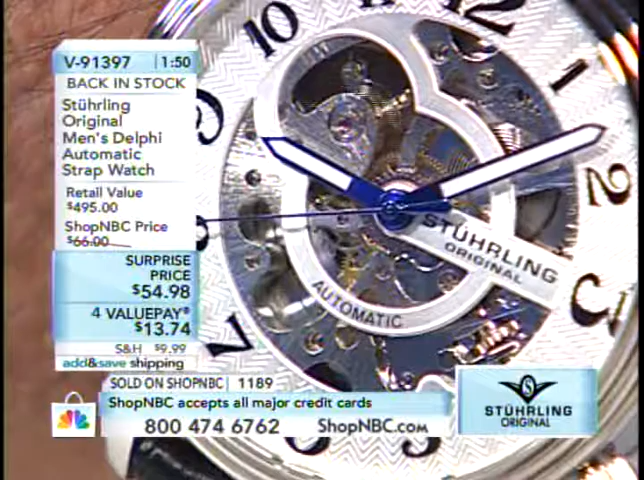 V-91397 1:50
BACK IN STOCK
Stührling
Original
Men's Delphi
Automatic
Strap Watch
Retail Value
$495.00
ShopNBC Price
$66.00
SURPRISE
PRICE
$54.98
4 VALUEPAY®
$13.74
S&H $9.99
add&save shipping
SOLD ON SHOPNBC 1189
ShopNBC accepts all major credit cards
800 474 6762 ShopNBC.com
S
STÜHRLING
ORIGINAL
10
12
1
2
3
7
9
STÜHRLING
ORIGINAL
AUTOMATIC